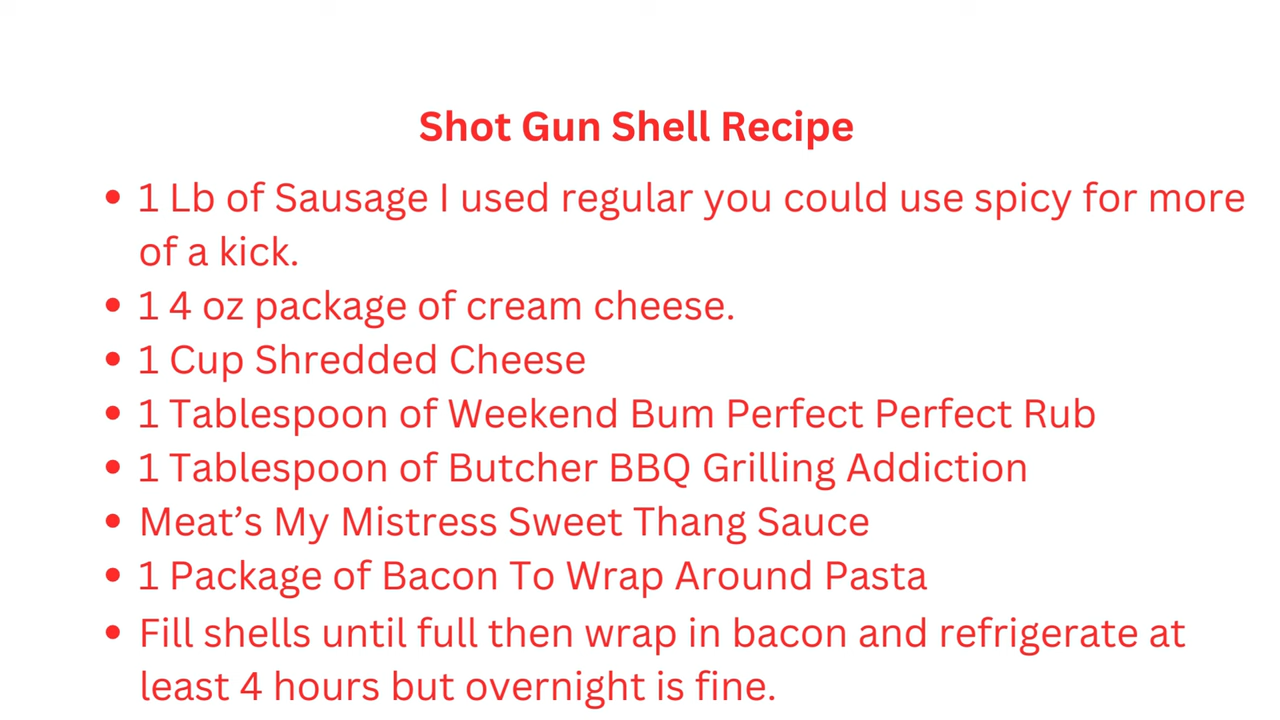 Shot Gun Shell Recipe
• 1 Lb of Sausage I used regular you could use spicy for more
of a kick.
• 1 4 oz package of cream cheese.
• 1 Cup Shredded Cheese
• 1 Tablespoon of Weekend Bum Perfect Perfect Rub
• 1 Tablespoon of Butcher BBQ Grilling Addiction
• Meat’s My Mistress Sweet Thang Sauce
• 1 Package of Bacon To Wrap Around Pasta
• Fill shells until full then wrap in bacon and refrigerate at
least 4 hours but overnight is fine.